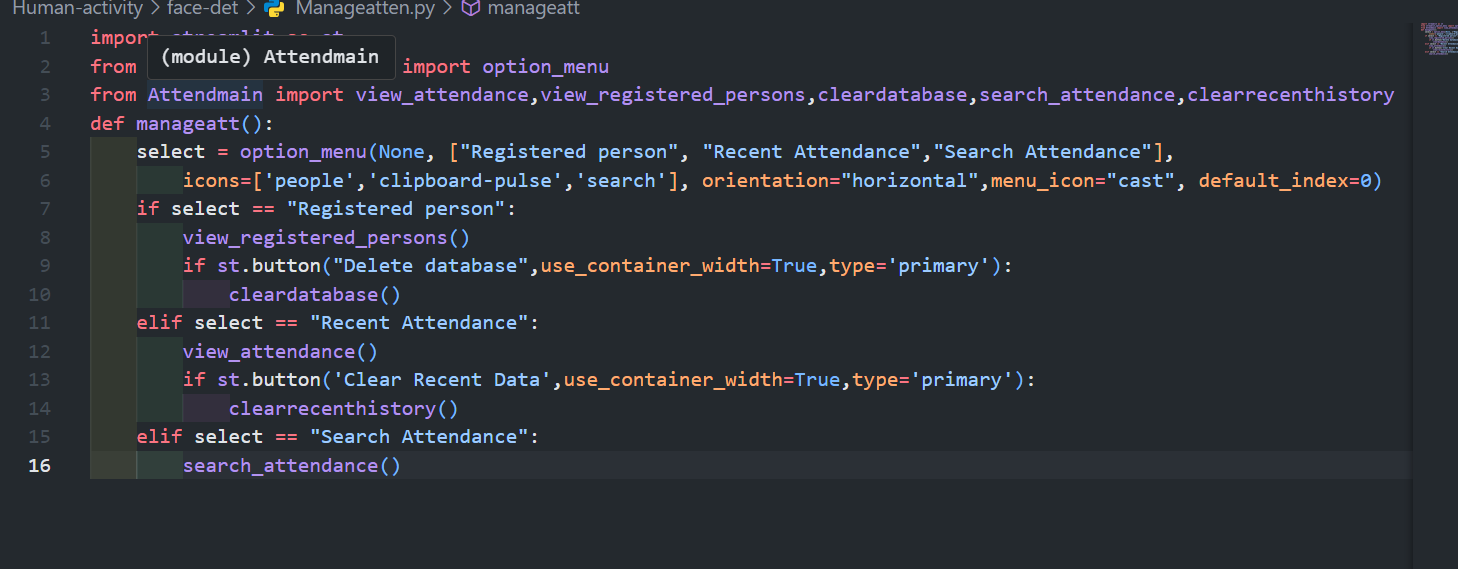 Human-activity > face-det > Manageatten.py > manageatt
1 import streamlit as st
(module) Attendmain
2 from import option_menu
3 from Attendmain import view_attendance,view_registered_persons,cleardatabase,search_attendance,clearrecenthistory
4 def manageatt():
5 select = option_menu(None, ["Registered person", "Recent Attendance","Search Attendance"],
6 icons=['people','clipboard-pulse','search'], orientation="horizontal",menu_icon="cast", default_index=0)
7 if select == "Registered person":
8 view_registered_persons()
9 if st.button("Delete database",use_container_width=True,type='primary'):
10 cleardatabase()
11 elif select == "Recent Attendance":
12 view_attendance()
13 if st.button('Clear Recent Data',use_container_width=True,type='primary'):
14 clearrecenthistory()
15 elif select == "Search Attendance":
16 search_attendance()